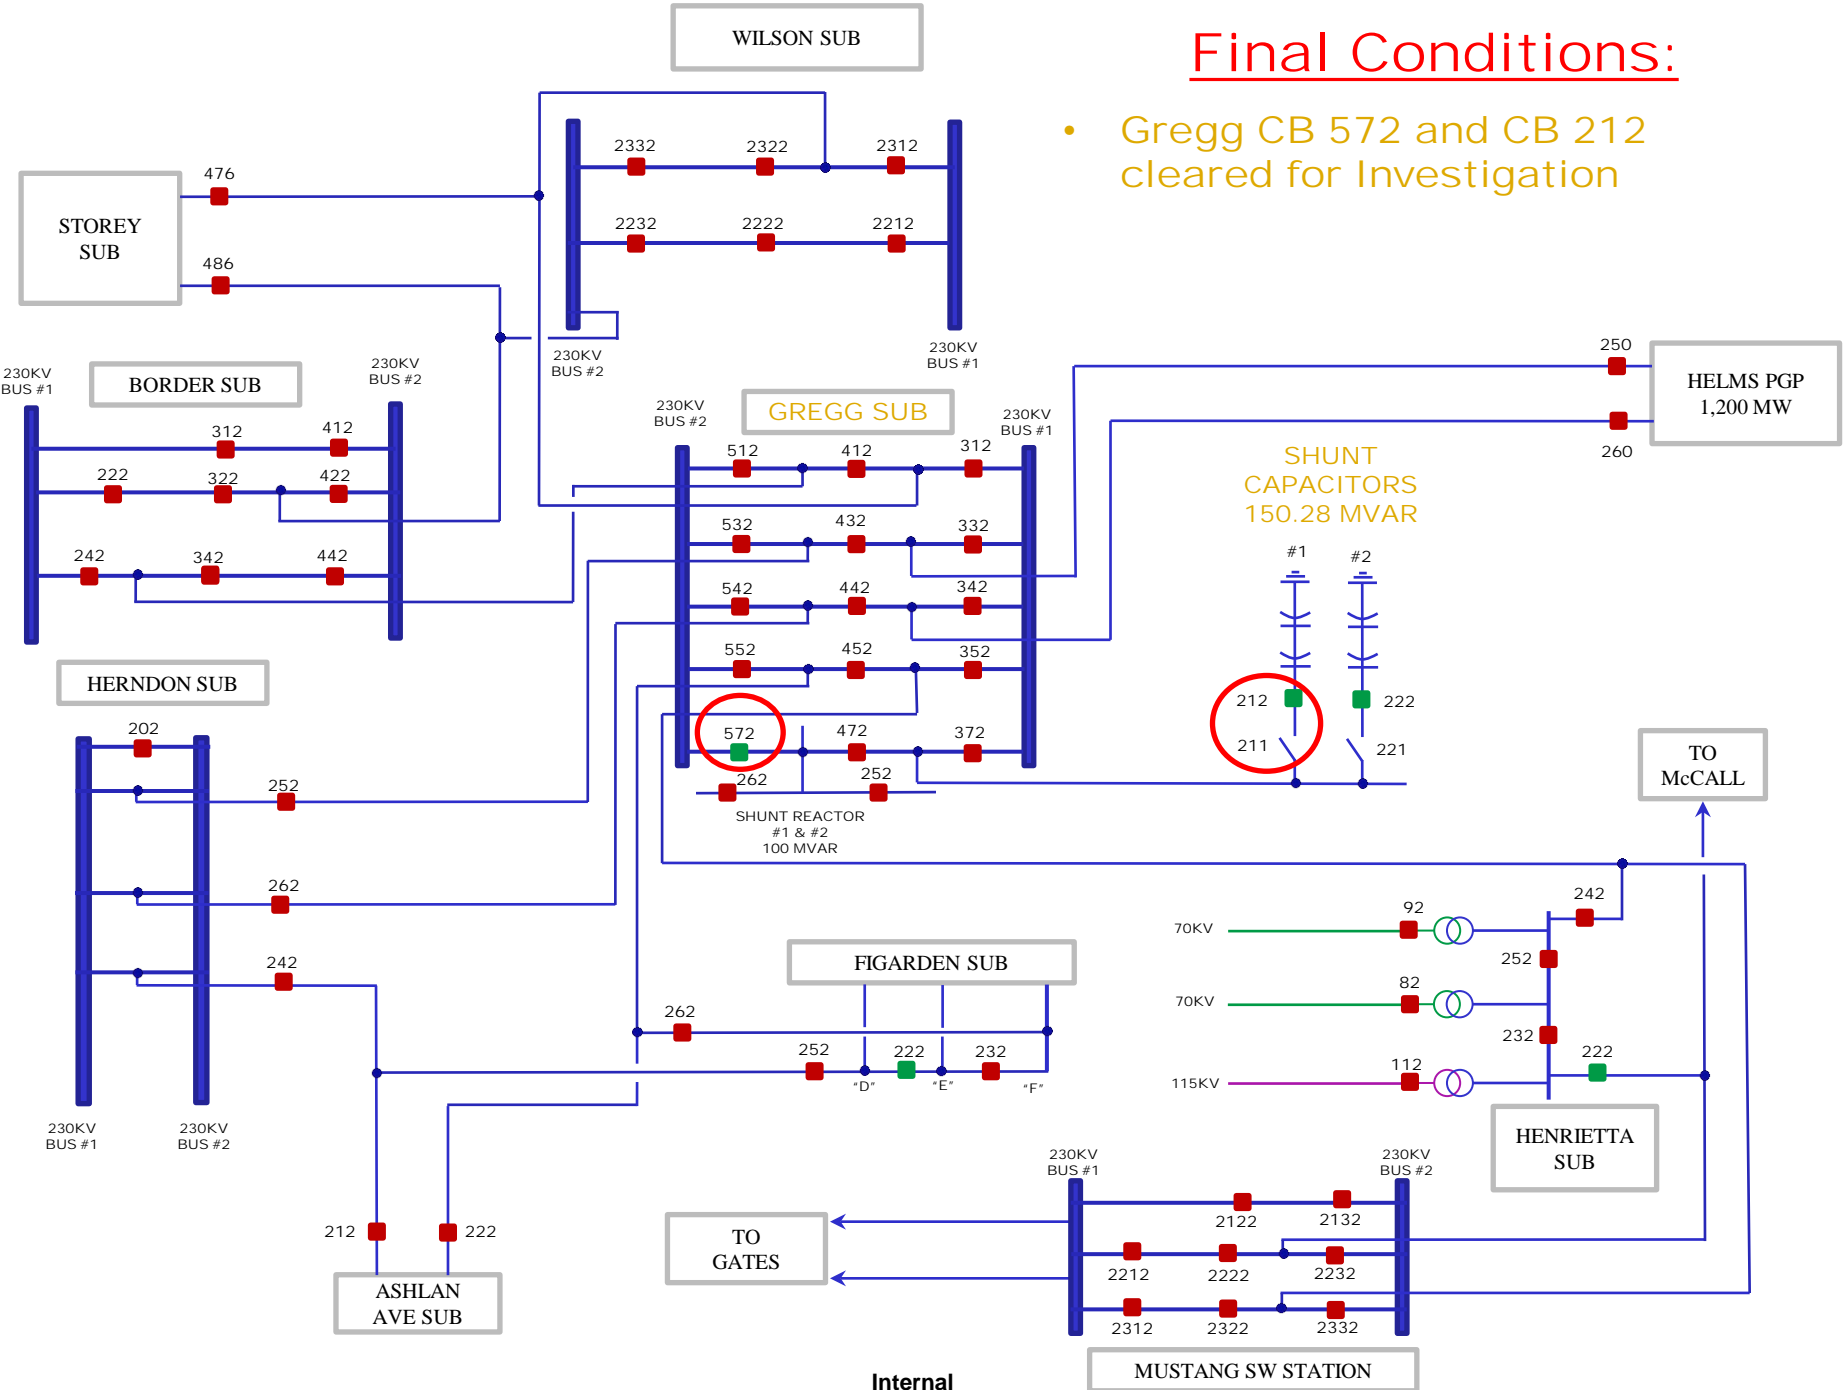 Final Conditions:
• Gregg CB 572 and CB 212
cleared for Investigation
WILSON SUB
2332
2322
2312
2232
2222
2212
230KV
BUS #2
230KV
BUS #1
STOREY
SUB
476
486
BORDER SUB
230KV
BUS #1
230KV
BUS #2
312
412
222
322
422
242
342
442
GREGG SUB
230KV
BUS #2
230KV
BUS #1
512
412
312
532
432
332
542
442
342
552
452
352
572
472
372
262
252
SHUNT REACTOR
#1 & #2
100 MVAR
250
260
HELMS PGP
1,200 MW
SHUNT
CAPACITORS
150.28 MVAR
#1
#2
212
222
211
221
HERNDON SUB
202
252
262
242
230KV
BUS #1
230KV
BUS #2
FIGARDEN SUB
262
252
222
232
"D"
"E"
"F"
212
222
ASHLAN
AVE SUB
TO
McCALL
242
92
70KV
252
82
70KV
232
222
112
115KV
HENRIETTA
SUB
230KV
BUS #1
230KV
BUS #2
2122
2132
2212
2222
2232
2312
2322
2332
TO
GATES
MUSTANG SW STATION
Internal